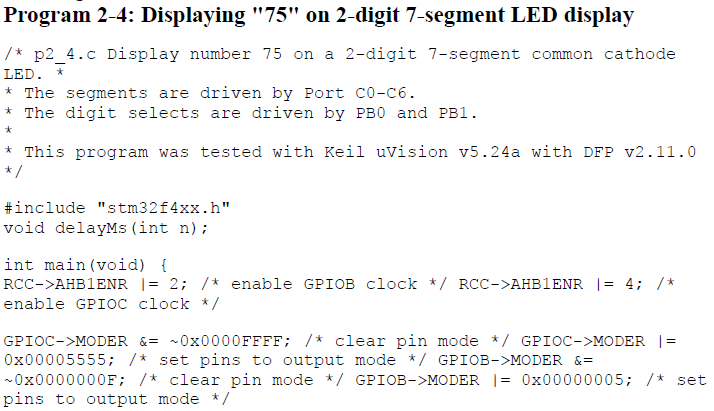 Program 2-4: Displaying "75" on 2-digit 7-segment LED display
/* p2_4.c Display number 75 on a 2-digit 7-segment common cathode
LED. *
* The segments are driven by Port C0-C6.
* The digit selects are driven by PB0 and PB1.
*
* This program was tested with Keil uVision v5.24a with DFP v2.11.0
*/
#include "stm32f4xx.h"
void delayMs(int n);
int main(void) {
RCC->AHB1ENR |= 2; /* enable GPIOB clock */ RCC->AHB1ENR |= 4; /*
enable GPIOC clock */
GPIOC->MODER &= ~0x0000FFFF; /* clear pin mode */ GPIOC->MODER |=
0x00005555; /* set pins to output mode */ GPIOB->MODER &=
~0x0000000F; /* clear pin mode */ GPIOB->MODER |= 0x00000005; /* set
pins to output mode */